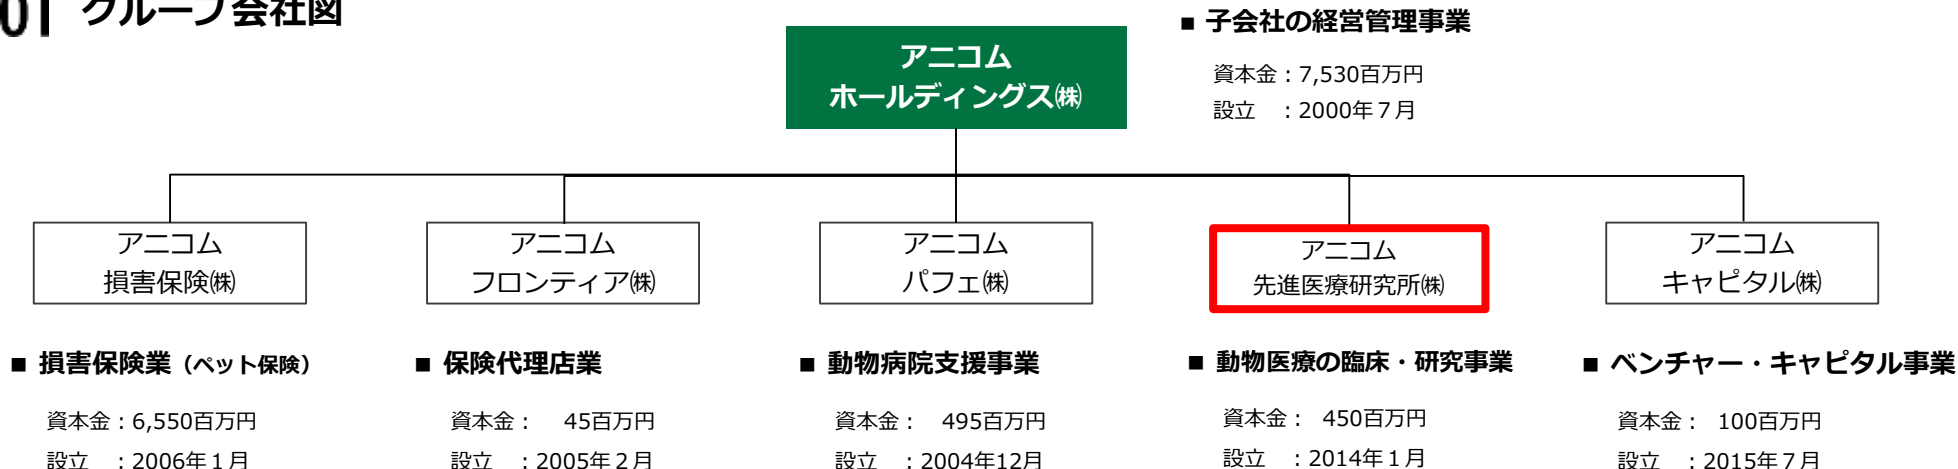 01 グループ会社図
アニコム
ホールディングス㈱
■ 子会社の経営管理事業
資本金：7,530百万円
設立　：2000年７月
アニコム
損害保険㈱
■ 損害保険業（ペット保険）
資本金：6,550百万円
設立　：2006年１月
アニコム
フロンティア㈱
■ 保険代理店業
資本金：　45百万円
設立　：2005年２月
アニコム
パフェ㈱
■ 動物病院支援事業
資本金：　495百万円
設立　：2004年12月
アニコム
先進医療研究所㈱
■ 動物医療の臨床・研究事業
資本金：　450百万円
設立　：2014年１月
アニコム
キャピタル㈱
■ ベンチャー・キャピタル事業
資本金：　100百万円
設立　：2015年７月